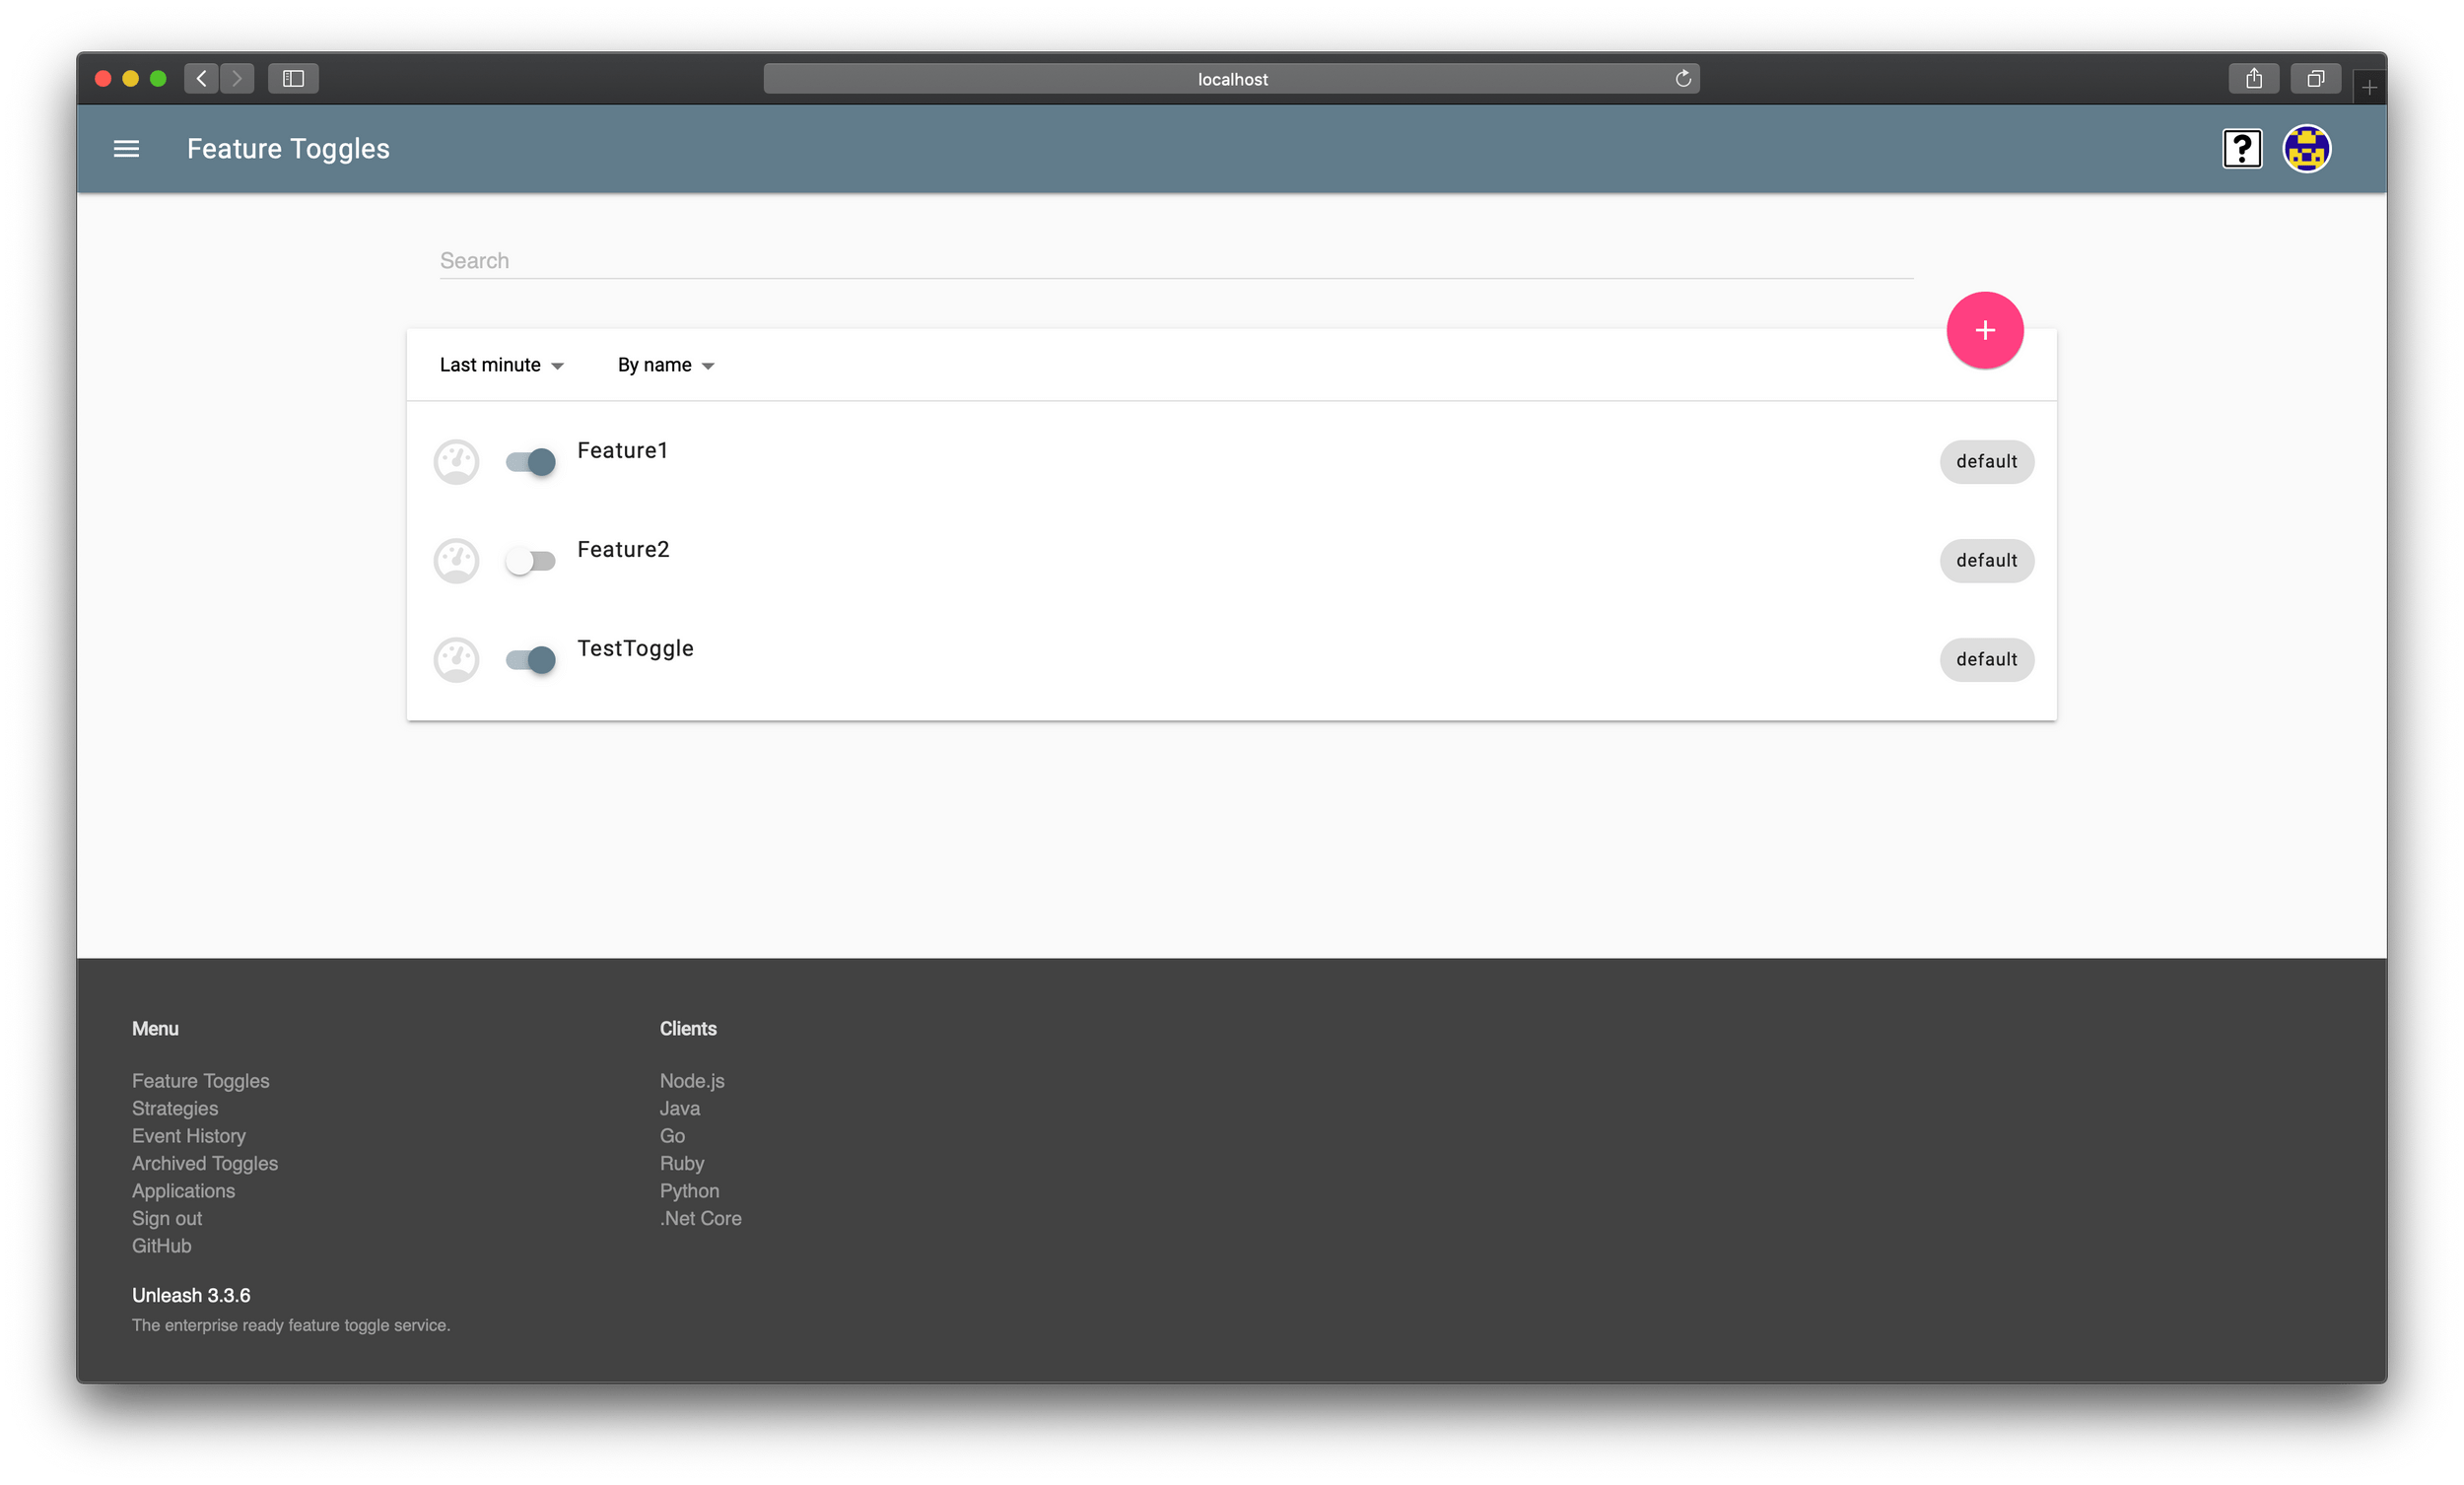 localhost
Feature Toggles
?
Search
+
Last minute By name
Feature1 default
Feature2 default
TestToggle default
Menu
Feature Toggles
Strategies
Event History
Archived Toggles
Applications
Sign out
GitHub
Unleash 3.3.6
The enterprise ready feature toggle service.
Clients
Node.js
Java
Go
Ruby
Python
.Net Core